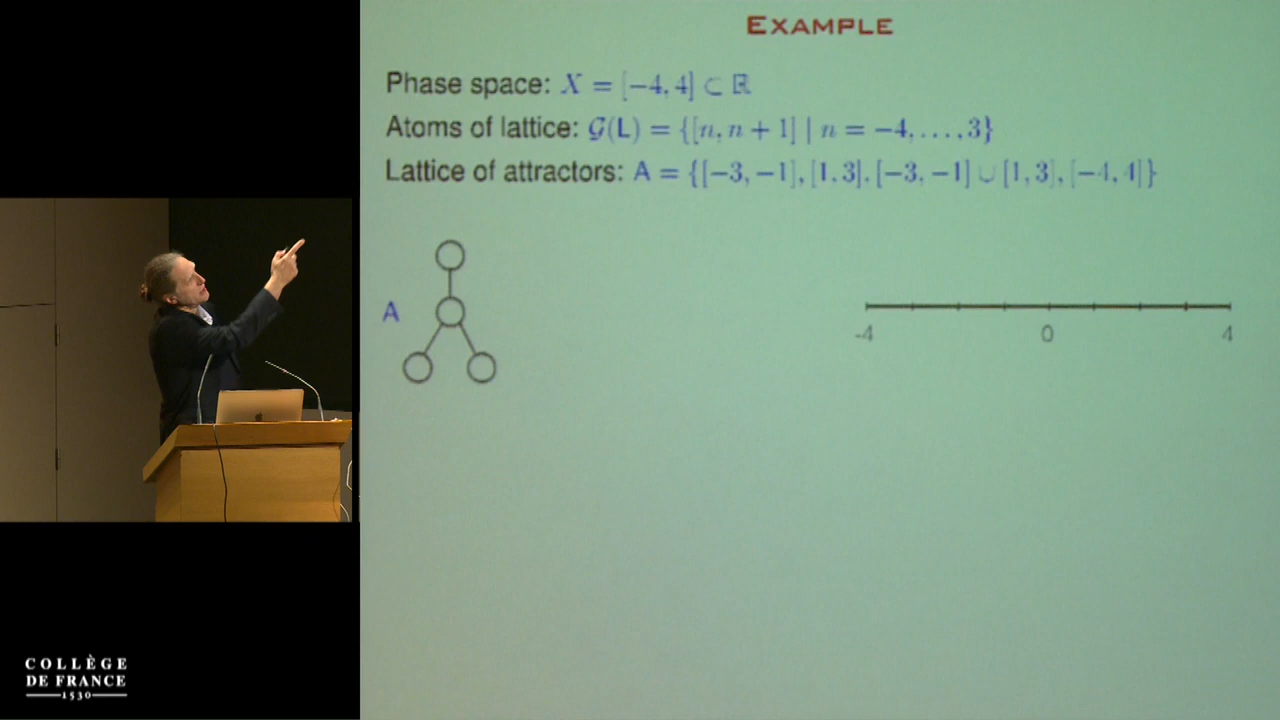 EXAMPLE
Phase space: X = [−4, 4] ⊂ ℝ
Atoms of lattice: 𝒢(L) = {[n, n + 1] | n = −4, . . . , 3}
Lattice of attractors: A = {[−3, −1], [1, 3], [−3, −1] ∪ [1, 3], [−4, 4]}
A
-4 0 4
COLLÈGE
DE FRANCE
1530